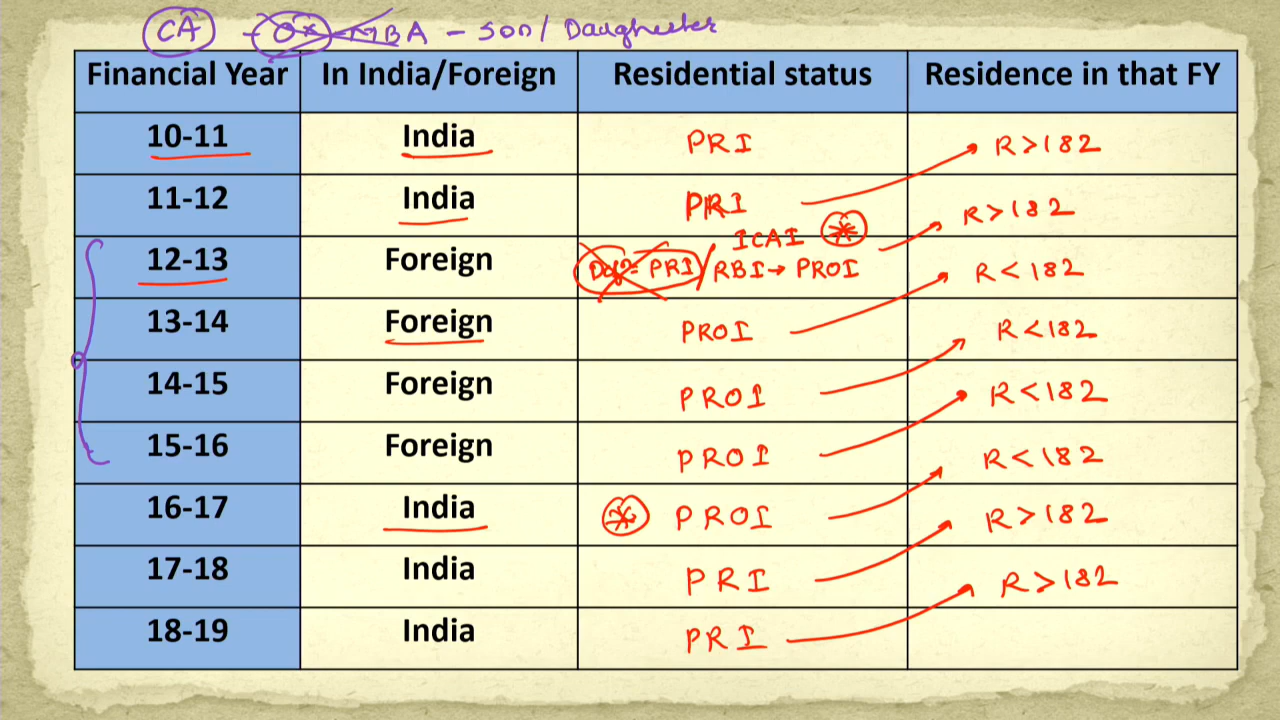 CA - Ox MBA - Son/ Daughter
Financial Year In India/Foreign Residential status Residence in that FY
10-11 India PRI R>182
11-12 India PRI R>182
ICAI
12-13 Foreign PRI / RBI→ PROI R<182
13-14 Foreign PROI R<182
14-15 Foreign PROI R<182
15-16 Foreign PROI R<182
16-17 India PROI R>182
17-18 India PRI R>182
18-19 India PRI